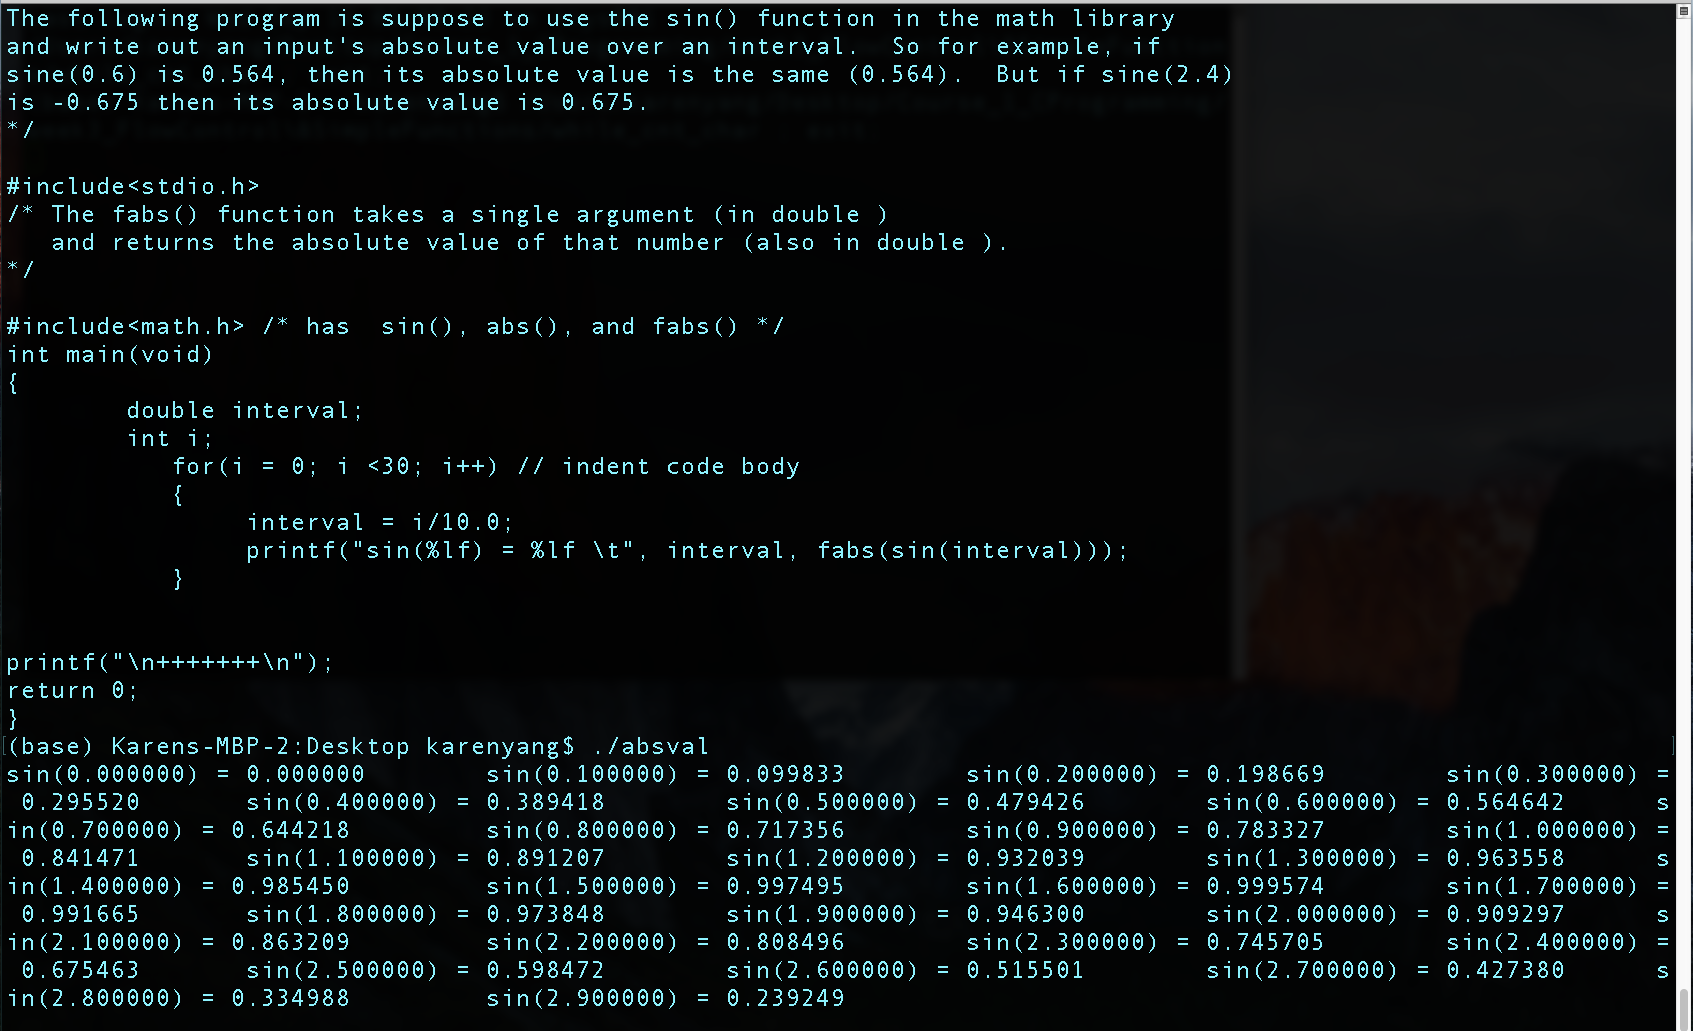 The following program is suppose to use the sin() function in the math library
and write out an input's absolute value over an interval.  So for example, if
sine(0.6) is 0.564, then its absolute value is the same (0.564).  But if sine(2.4)
is -0.675 then its absolute value is 0.675.
*/

#include<stdio.h>
/* The fabs() function takes a single argument (in double )
   and returns the absolute value of that number (also in double ).
*/

#include<math.h> /* has  sin(), abs(), and fabs() */
int main(void)
{
        double interval;
        int i;
           for(i = 0; i <30; i++) // indent code body
           {
                interval = i/10.0;
                printf("sin(%lf) = %lf \t", interval, fabs(sin(interval)));
           }


printf("\n+++++++\n");
return 0;
}
(base) Karens-MBP-2:Desktop karenyang$ ./absval
sin(0.000000) = 0.000000        sin(0.100000) = 0.099833        sin(0.200000) = 0.198669        sin(0.300000) =
 0.295520       sin(0.400000) = 0.389418        sin(0.500000) = 0.479426        sin(0.600000) = 0.564642      s
in(0.700000) = 0.644218         sin(0.800000) = 0.717356        sin(0.900000) = 0.783327        sin(1.000000) =
 0.841471       sin(1.100000) = 0.891207        sin(1.200000) = 0.932039        sin(1.300000) = 0.963558      s
in(1.400000) = 0.985450         sin(1.500000) = 0.997495        sin(1.600000) = 0.999574        sin(1.700000) =
 0.991665       sin(1.800000) = 0.973848        sin(1.900000) = 0.946300        sin(2.000000) = 0.909297      s
in(2.100000) = 0.863209         sin(2.200000) = 0.808496        sin(2.300000) = 0.745705        sin(2.400000) =
 0.675463       sin(2.500000) = 0.598472        sin(2.600000) = 0.515501        sin(2.700000) = 0.427380      s
in(2.800000) = 0.334988         sin(2.900000) = 0.239249